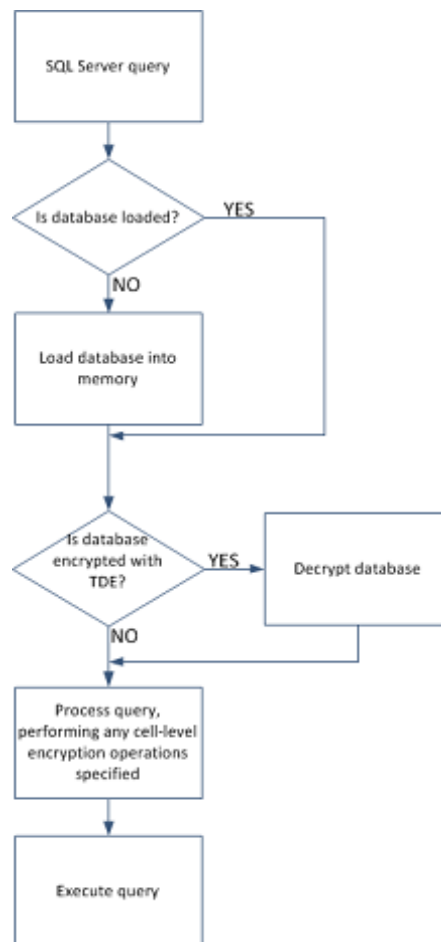 SQL Server query
Is database loaded?
YES
NO
Load database into
memory
Is database
encrypted with
TDE?
YES
Decrypt database
NO
Process query,
performing any cell-level
encryption operations
specified
Execute query